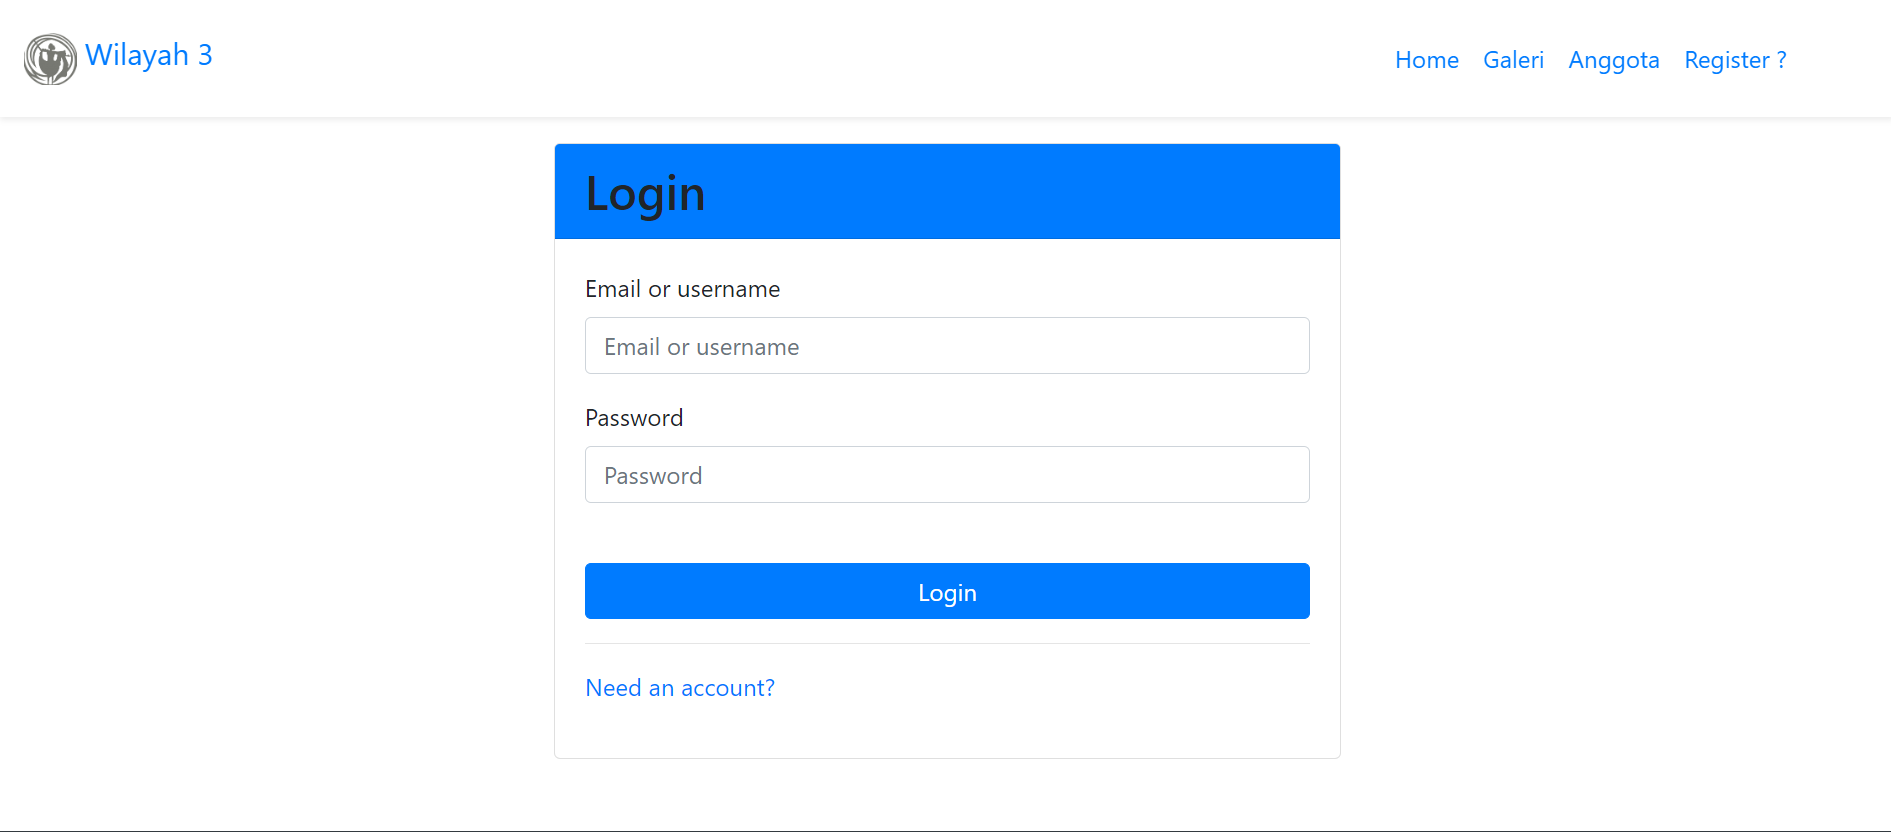 Wilayah 3
Home Galeri Anggota Register ?
Login
Email or username
Email or username
Password
Password
Login
Need an account?